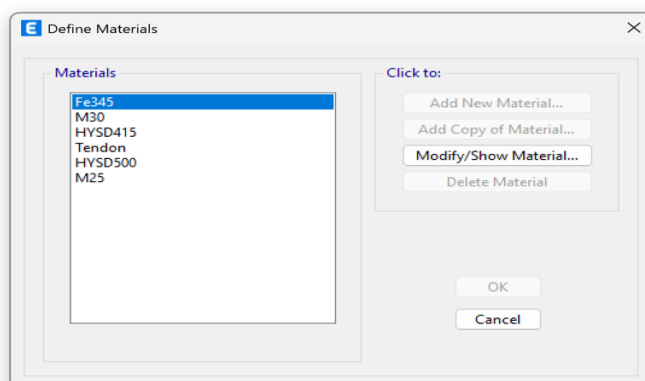 E Define Materials
Materials
Fe345
M30
HYSD415
Tendon
HYSD500
M25
Click to:
Add New Material...
Add Copy of Material...
Modify/Show Material...
Delete Material
OK
Cancel